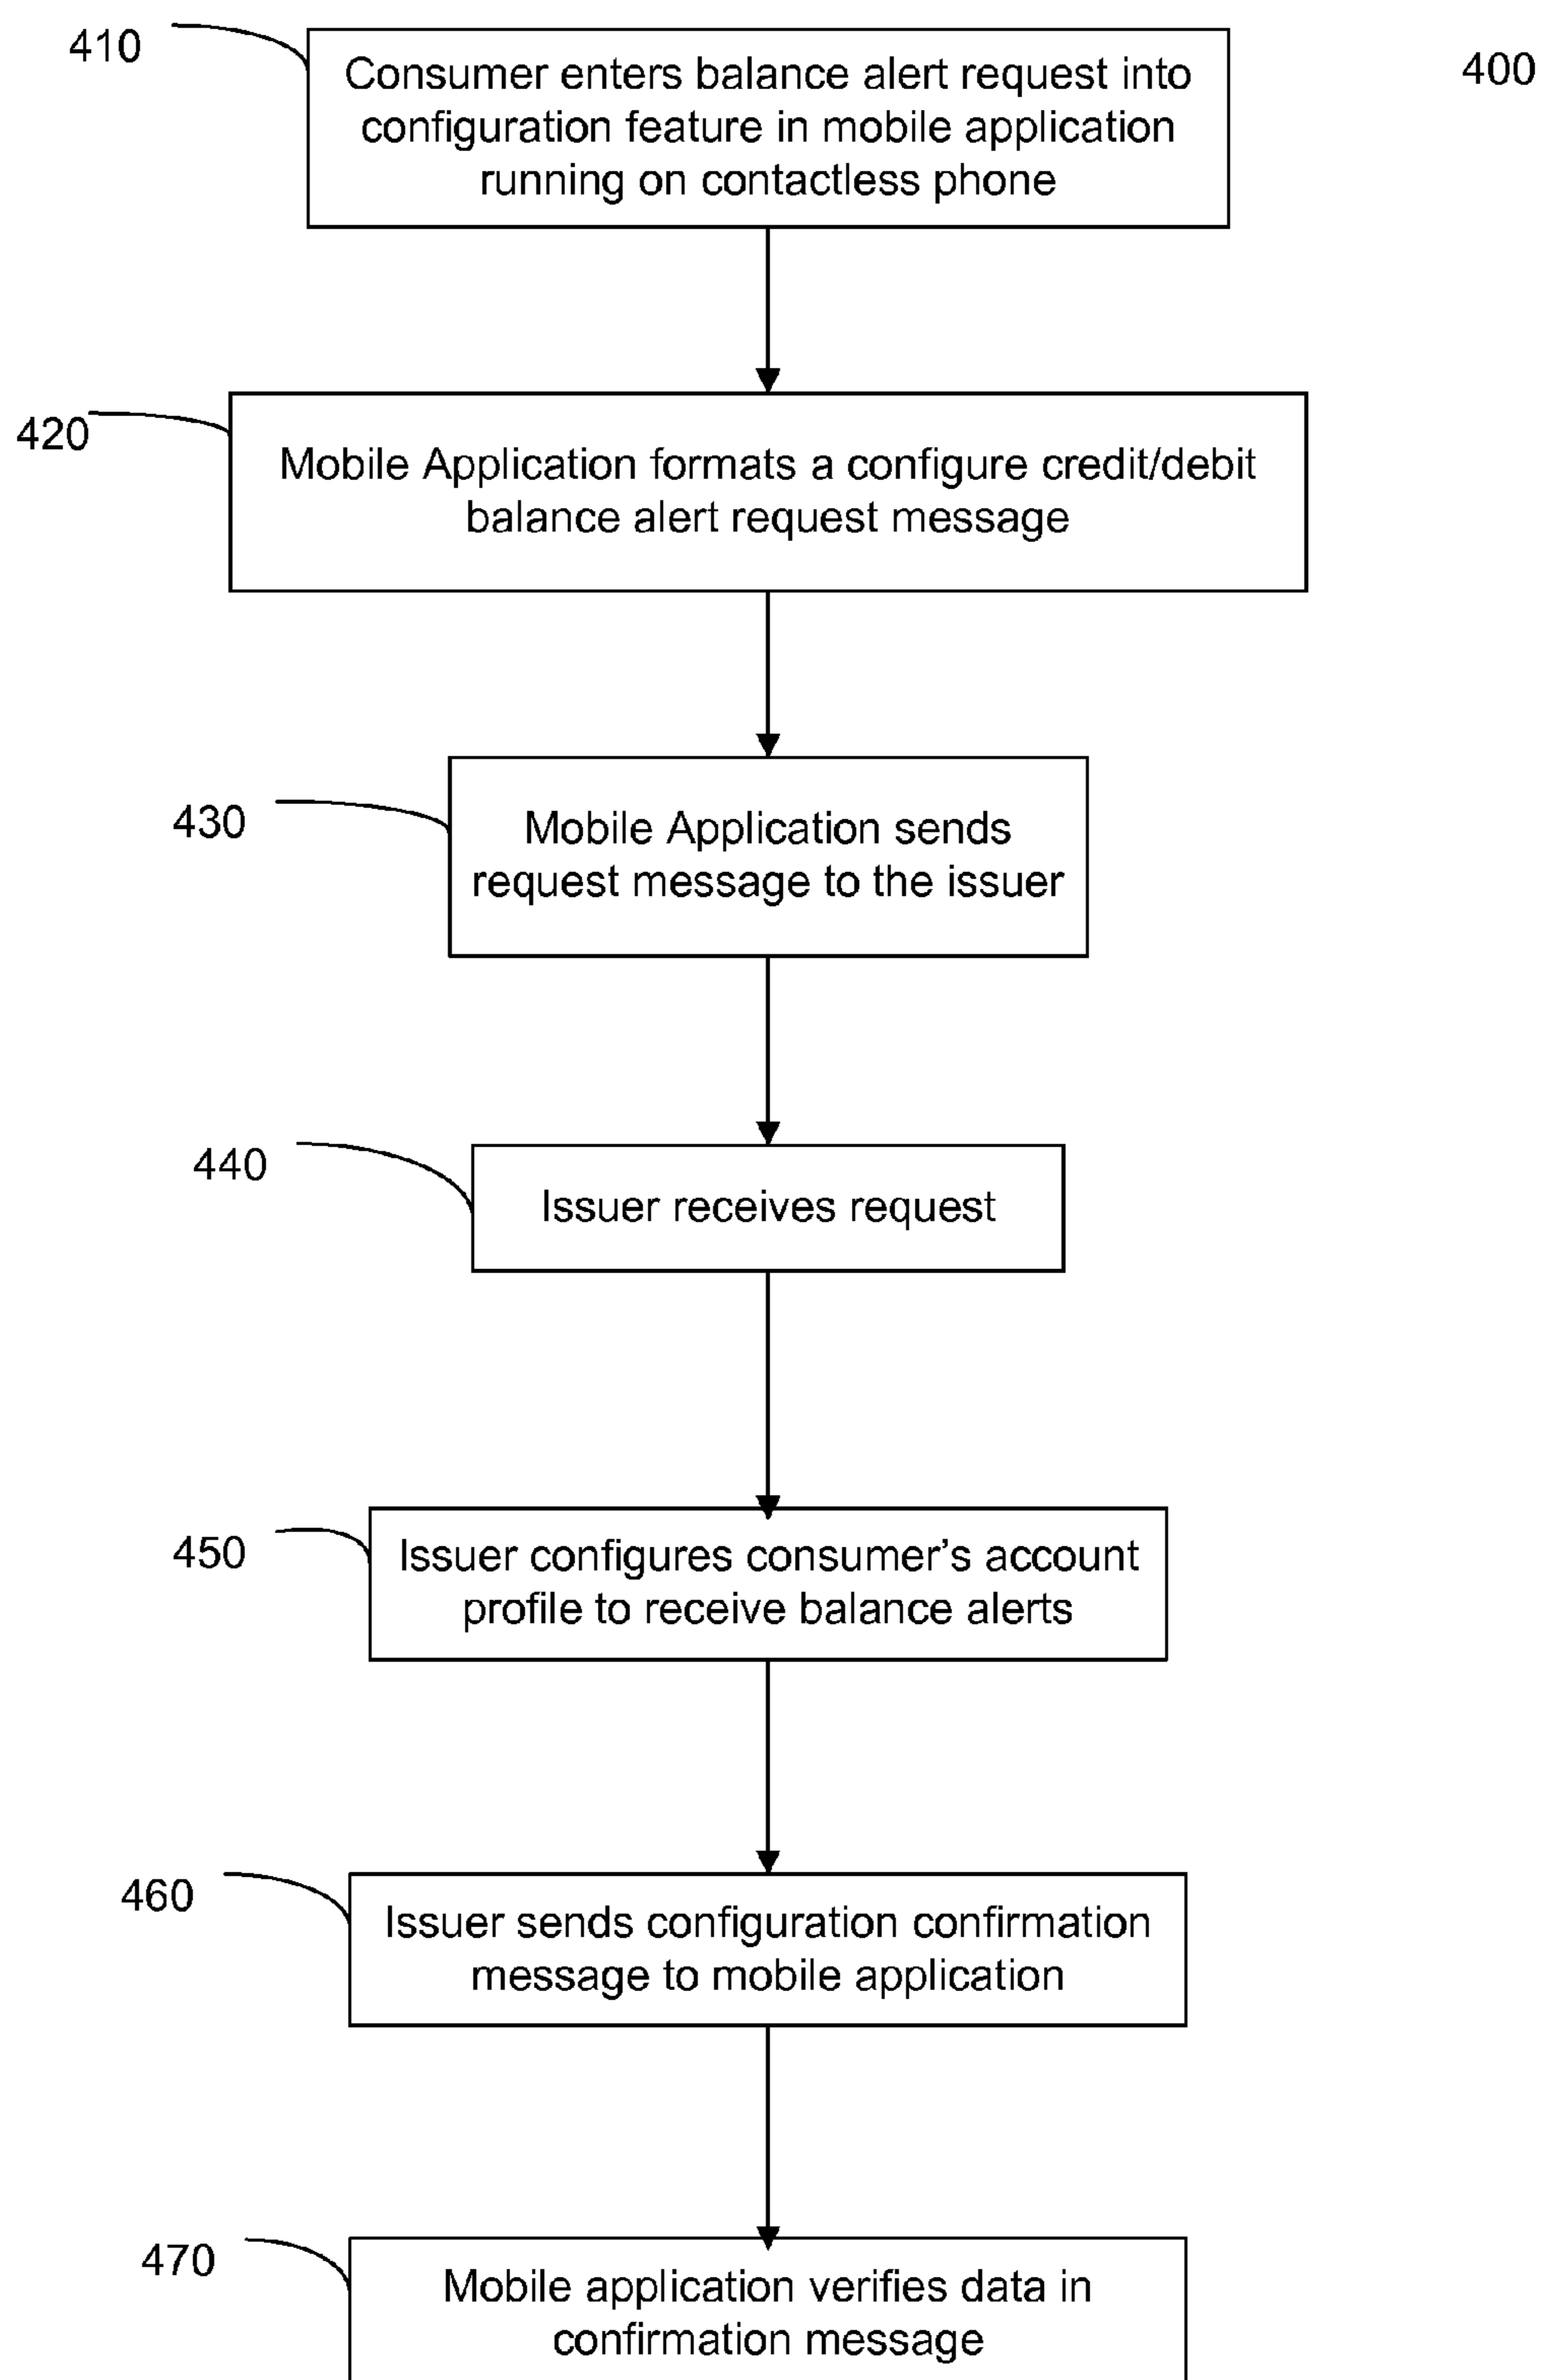 410
400
Consumer enters balance alert request into
configuration feature in mobile application
running on contactless phone
420
Mobile Application formats a configure credit/debit
balance alert request message
430
Mobile Application sends
request message to the issuer
440
Issuer receives request
450
Issuer configures consumer’s account
profile to receive balance alerts
460
Issuer sends configuration confirmation
message to mobile application
470
Mobile application verifies data in
confirmation message